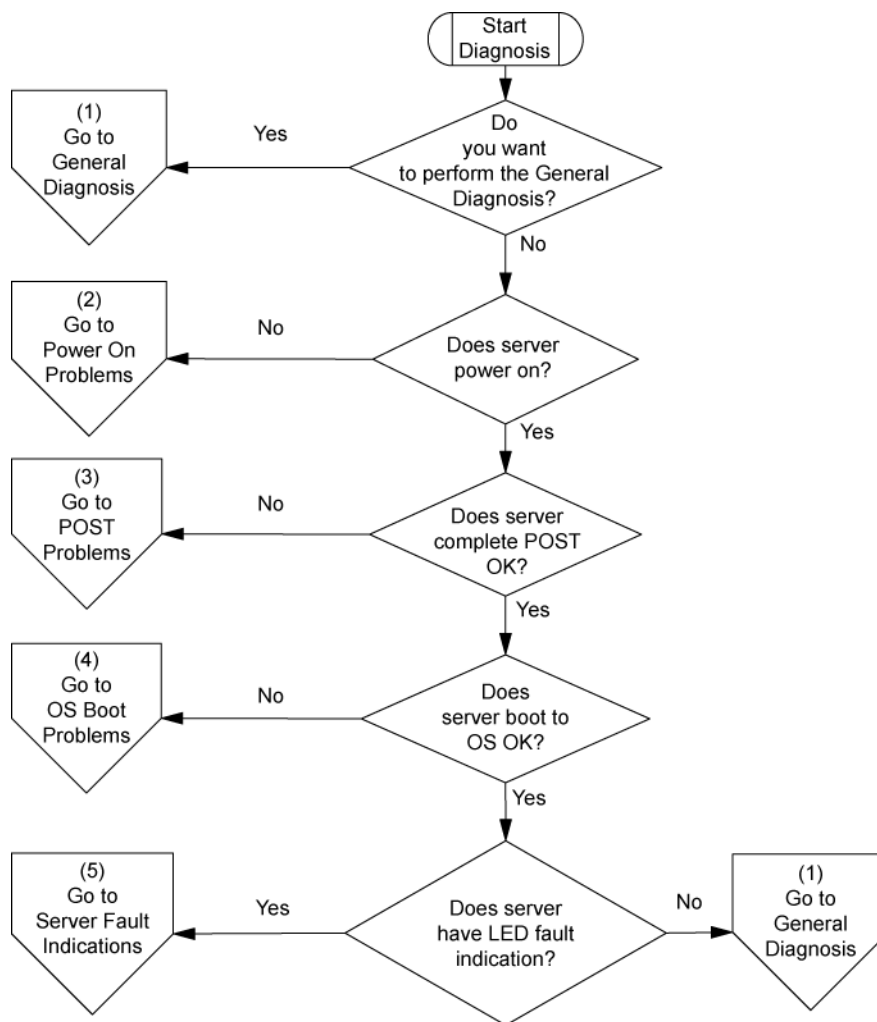 Start
Diagnosis
(1)
Go to
General
Diagnosis
Yes
Do
you want
to perform the General
Diagnosis?
No
(2)
Go to
Power On
Problems
No
Does server
power on?
Yes
(3)
Go to
POST
Problems
No
Does server
complete POST
OK?
Yes
(4)
Go to
OS Boot
Problems
No
Does
server boot to
OS OK?
Yes
(5)
Go to
Server Fault
Indications
Yes
Does server
have LED fault
indication?
No
(1)
Go to
General
Diagnosis